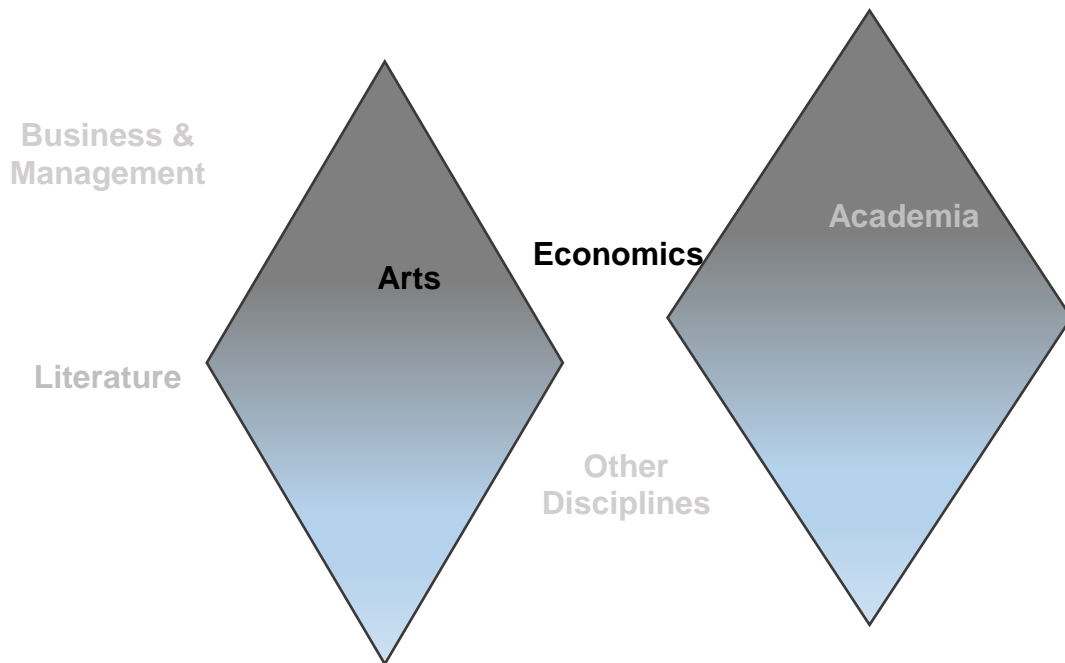 Business &
Management
Academia
Economics
Arts
Literature
Other
Disciplines